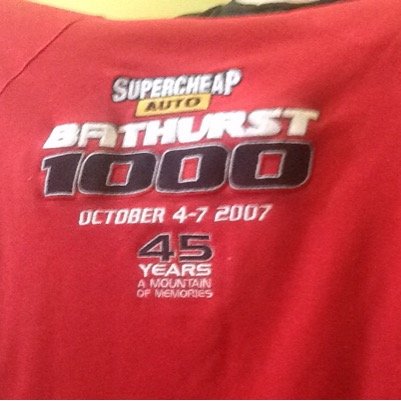 SUPERCHEAP
AUTO
BATHURST
1000
OCTOBER 4-7 2007
45
YEARS
A MOUNTAIN
OF MEMORIES